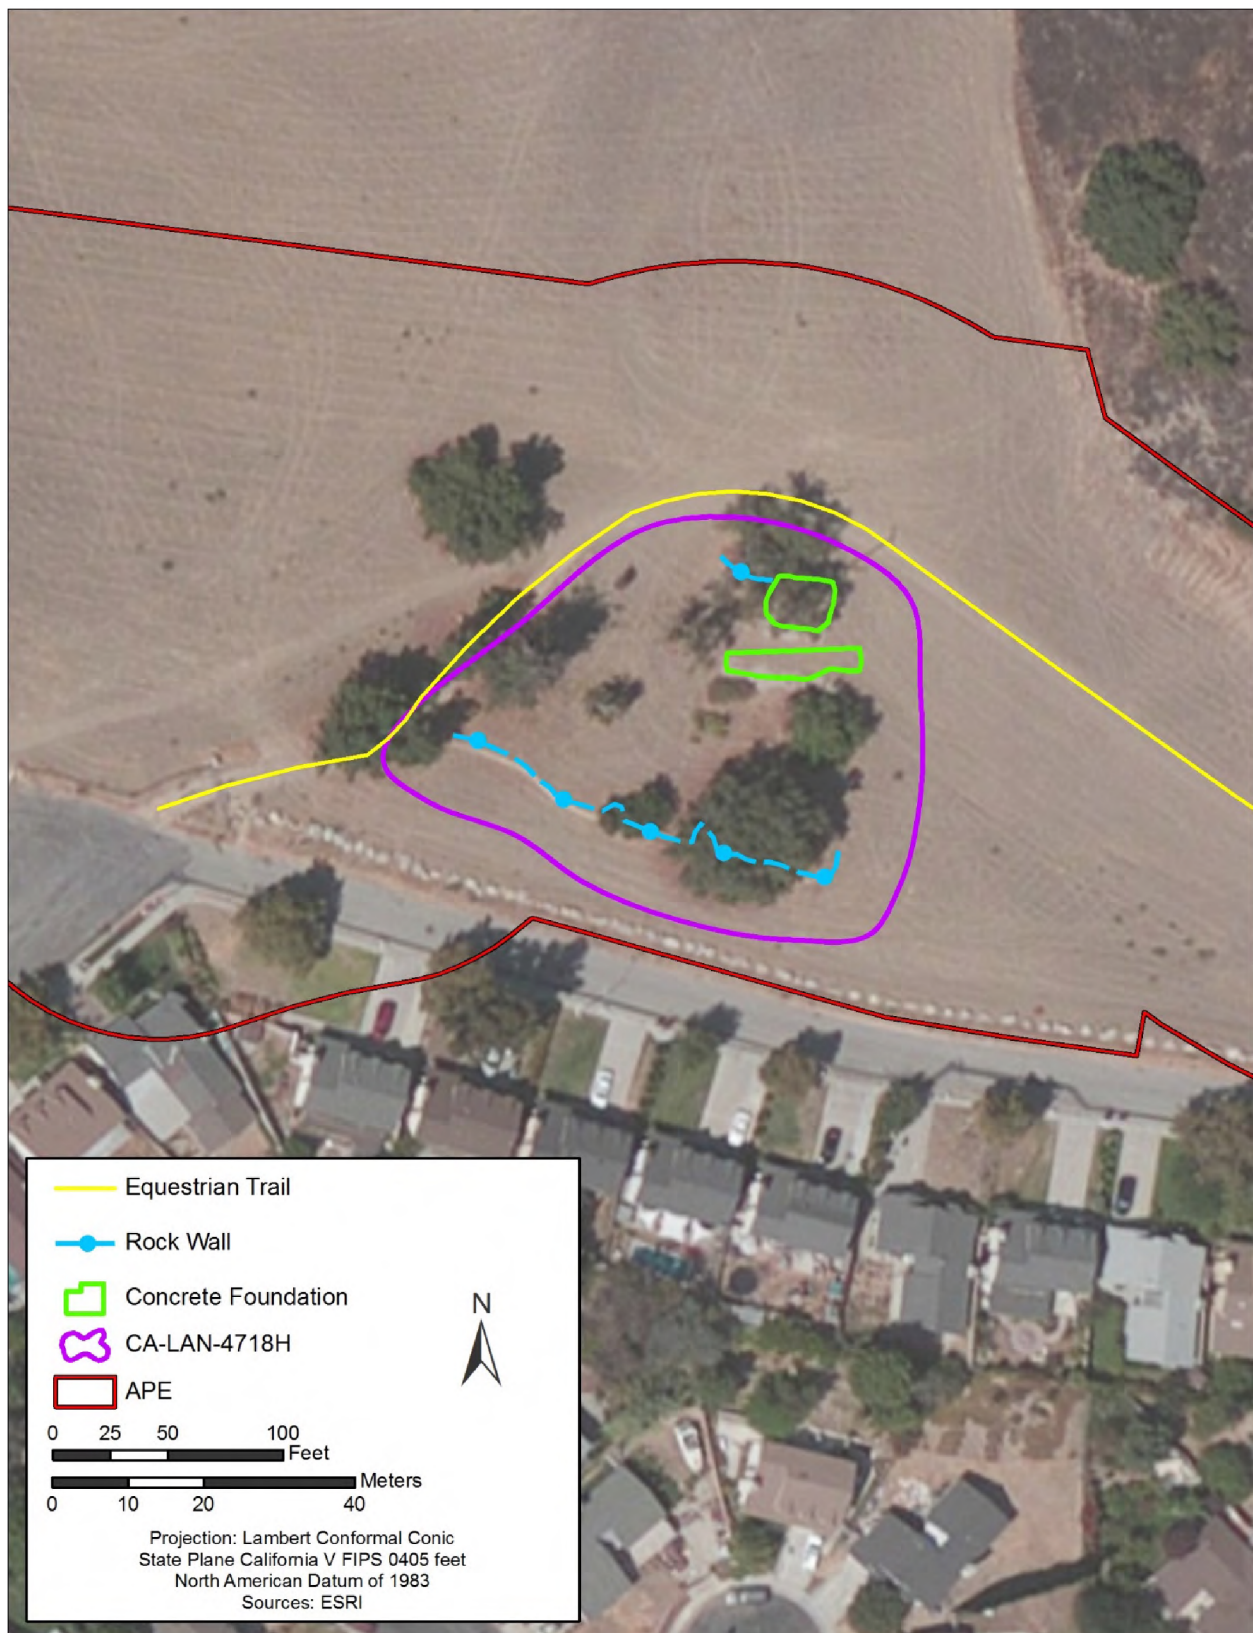 Equestrian Trail
Rock Wall
Concrete Foundation
CA-LAN-4718H
APE
N
0 25 50 100
Feet
Meters
0 10 20 40
Projection: Lambert Conformal Conic
State Plane California V FIPS 0405 feet
North American Datum of 1983
Sources: ESRI